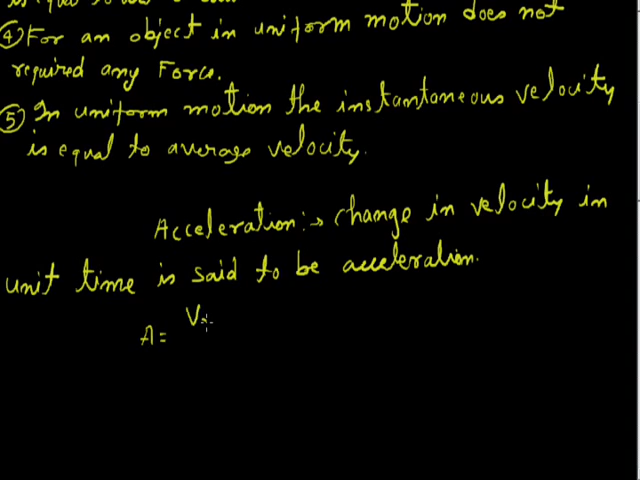 ④ For an object in uniform motion does not
required any Force.
⑤ In uniform motion the instantaneous velocity
is equal to average velocity.
Acceleration:→ change in velocity in
unit time is said to be acceleration.
V
A=